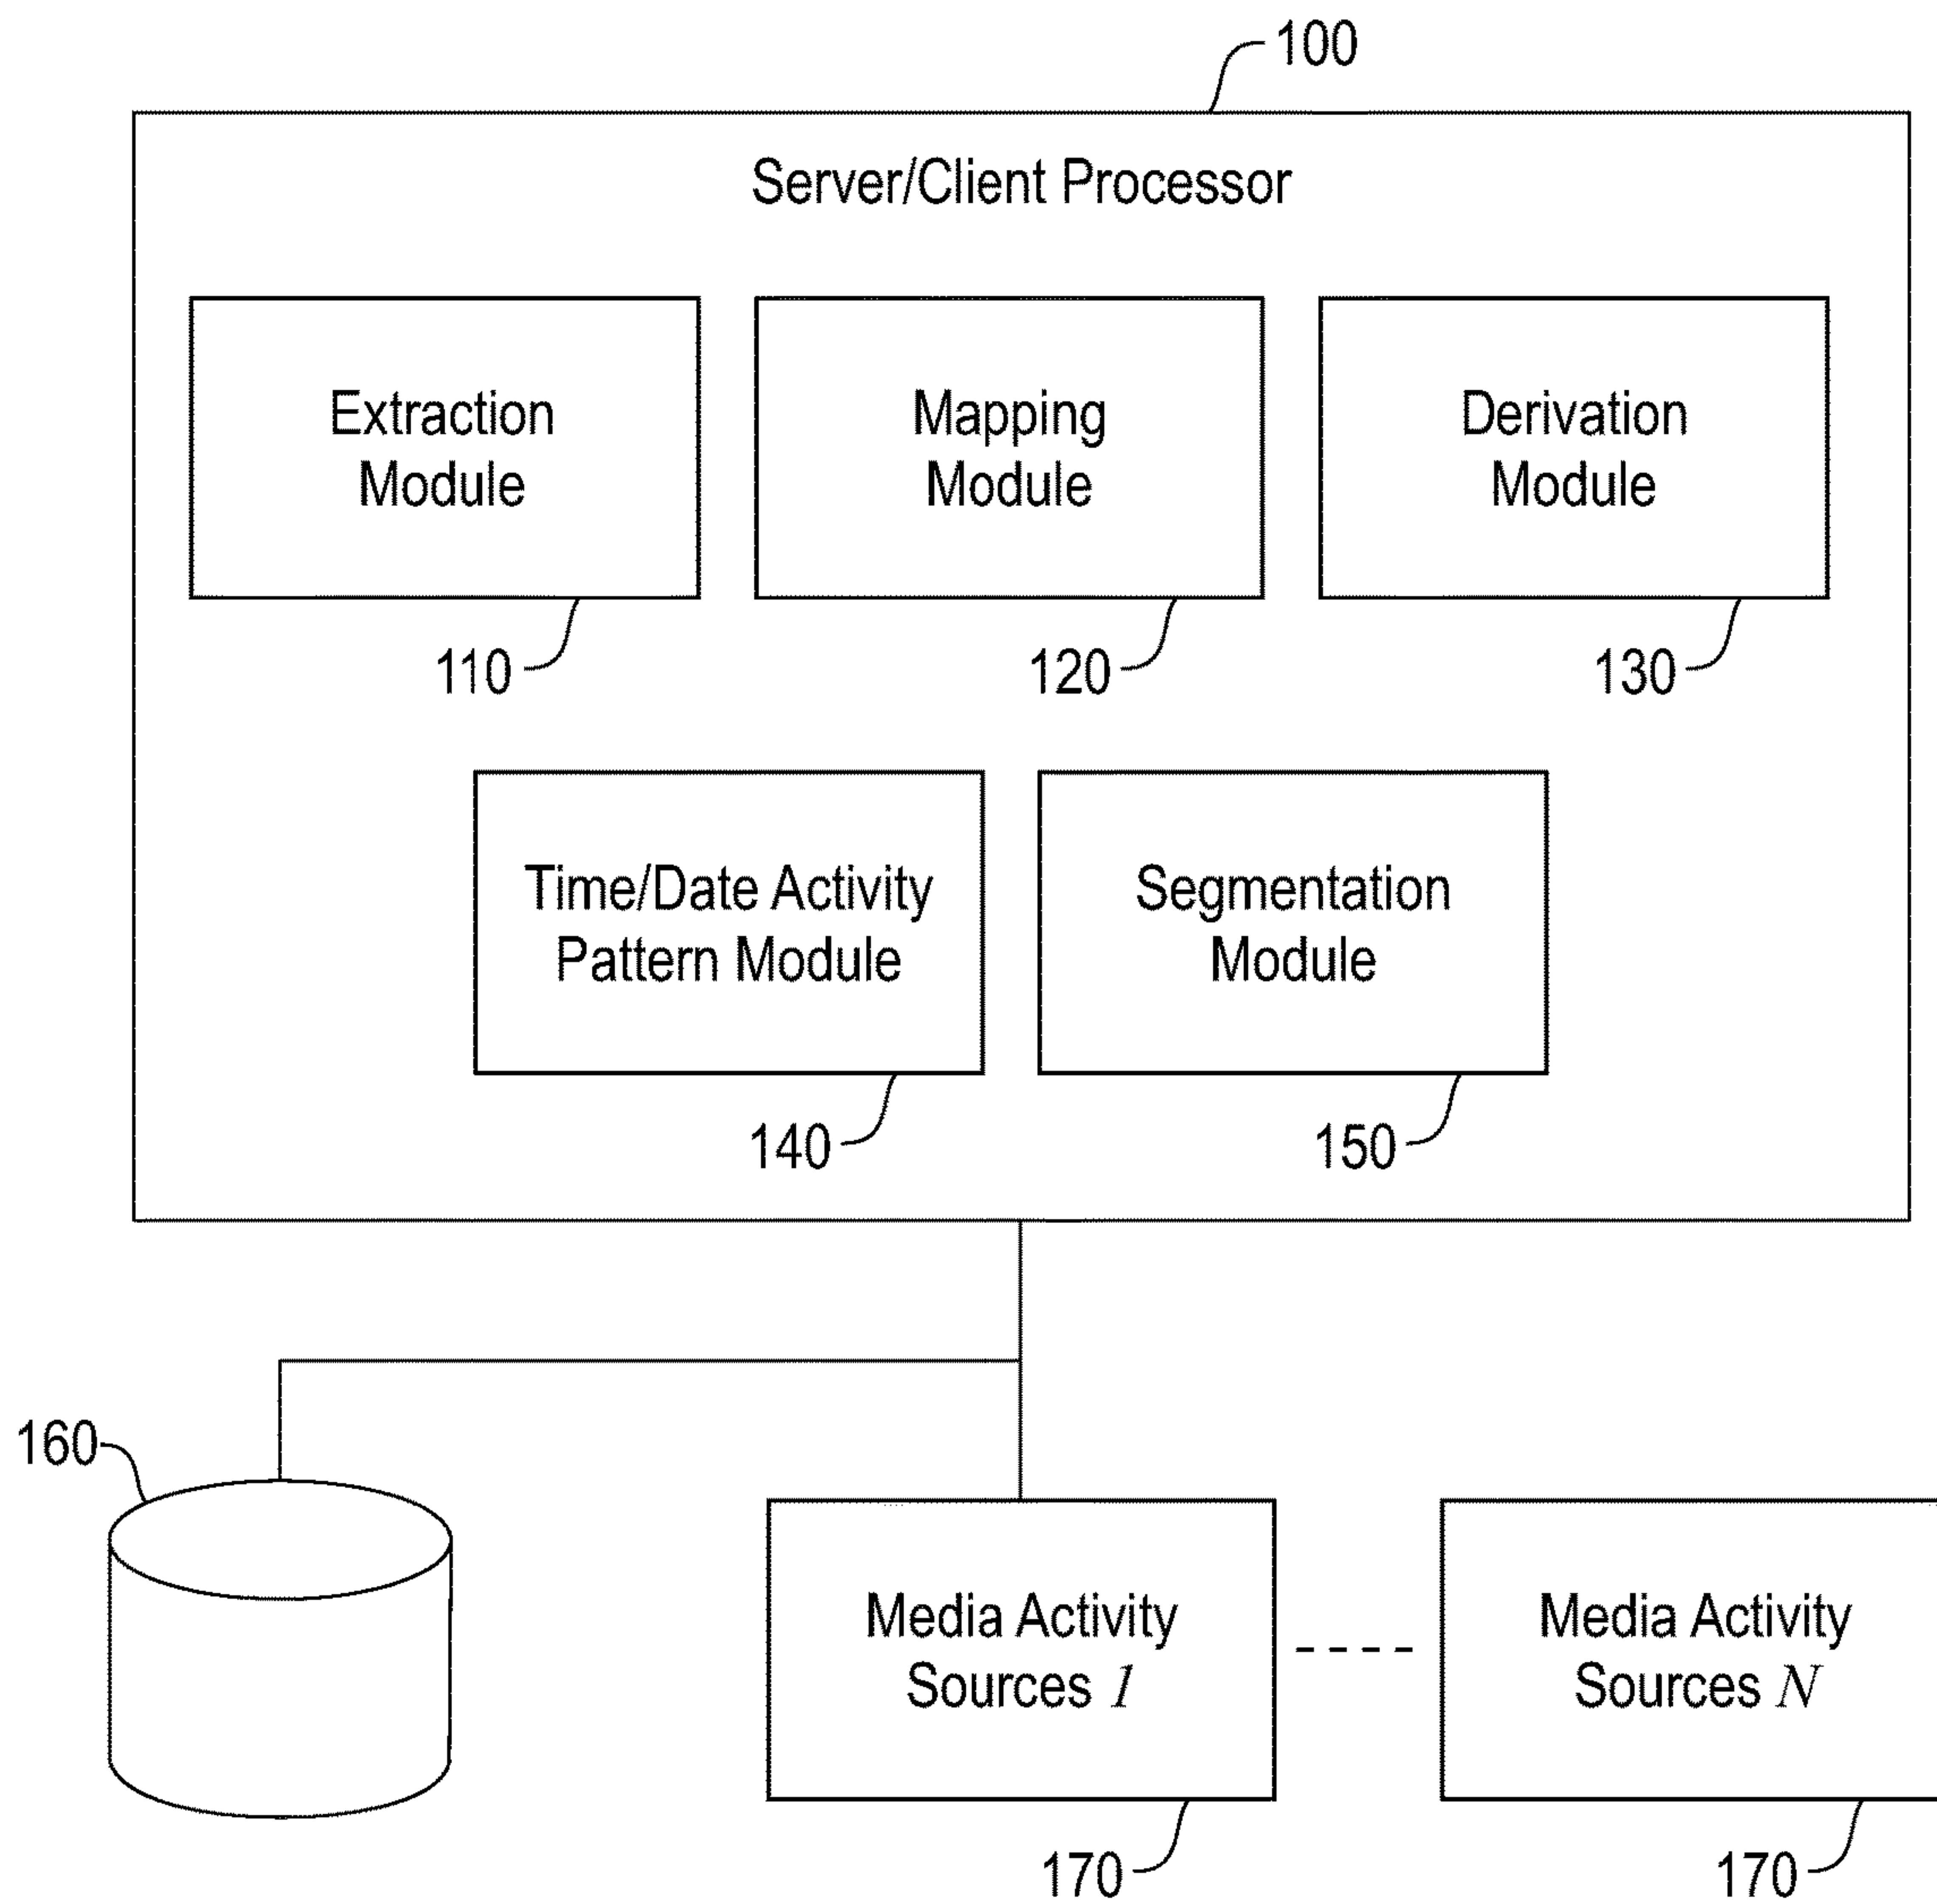 100
Server/Client Processor
Extraction
Module
Mapping
Module
Derivation
Module
110
120
130
Time/Date Activity
Pattern Module
Segmentation
Module
140
150
160
Media Activity
Sources 1
Media Activity
Sources N
170
170